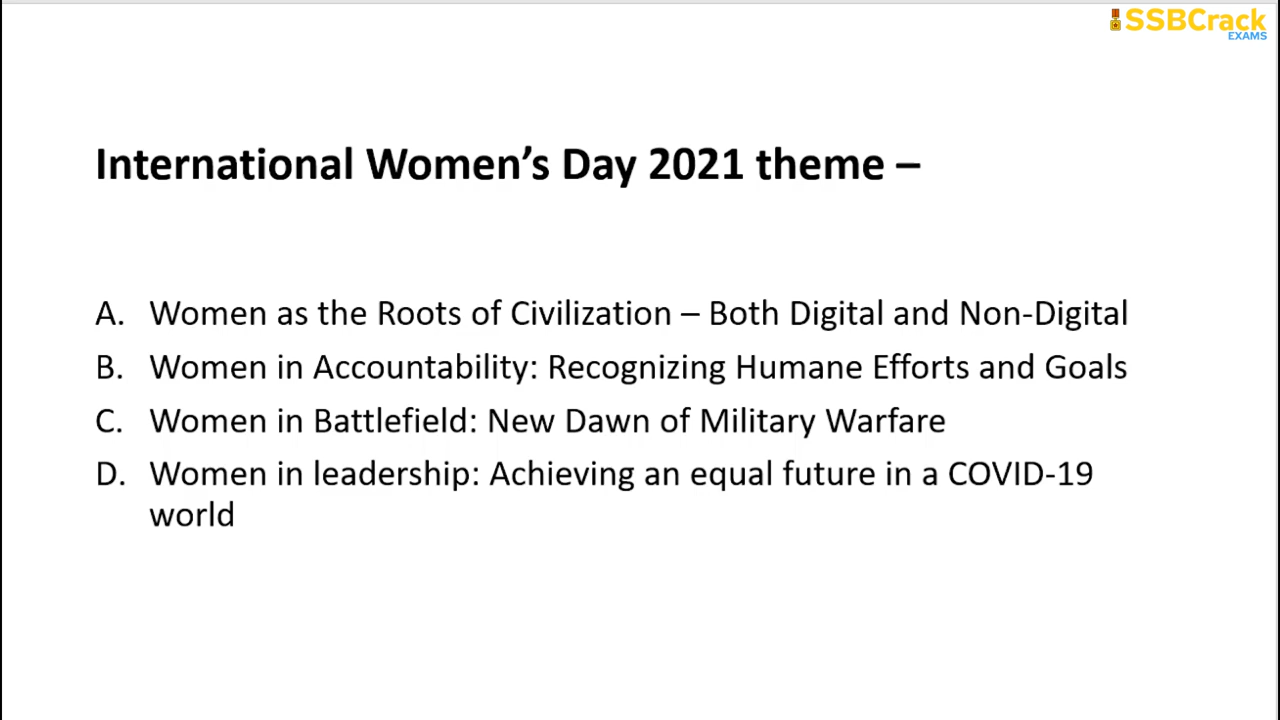 SSBCrack
EXAMS
International Women’s Day 2021 theme –
A. Women as the Roots of Civilization – Both Digital and Non-Digital
B. Women in Accountability: Recognizing Humane Efforts and Goals
C. Women in Battlefield: New Dawn of Military Warfare
D. Women in leadership: Achieving an equal future in a COVID-19
world